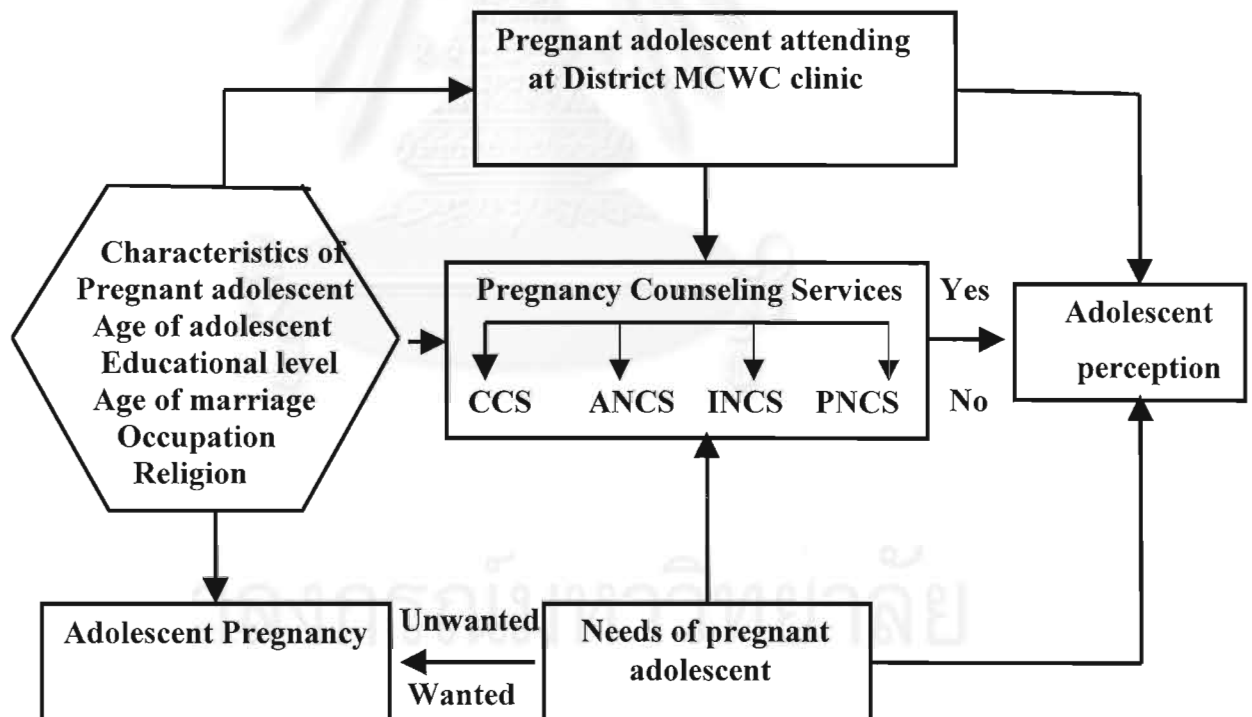 Pregnant adolescent attending
at District MCWC clinic
Characteristics of
Pregnant adolescent
Age of adolescent
Educational level
Age of marriage
Occupation
Religion
Pregnancy Counseling Services
CCS ANCS INCS PNCS
Yes
No
Adolescent
perception
Adolescent Pregnancy
Unwanted
Wanted
Needs of pregnant
adolescent